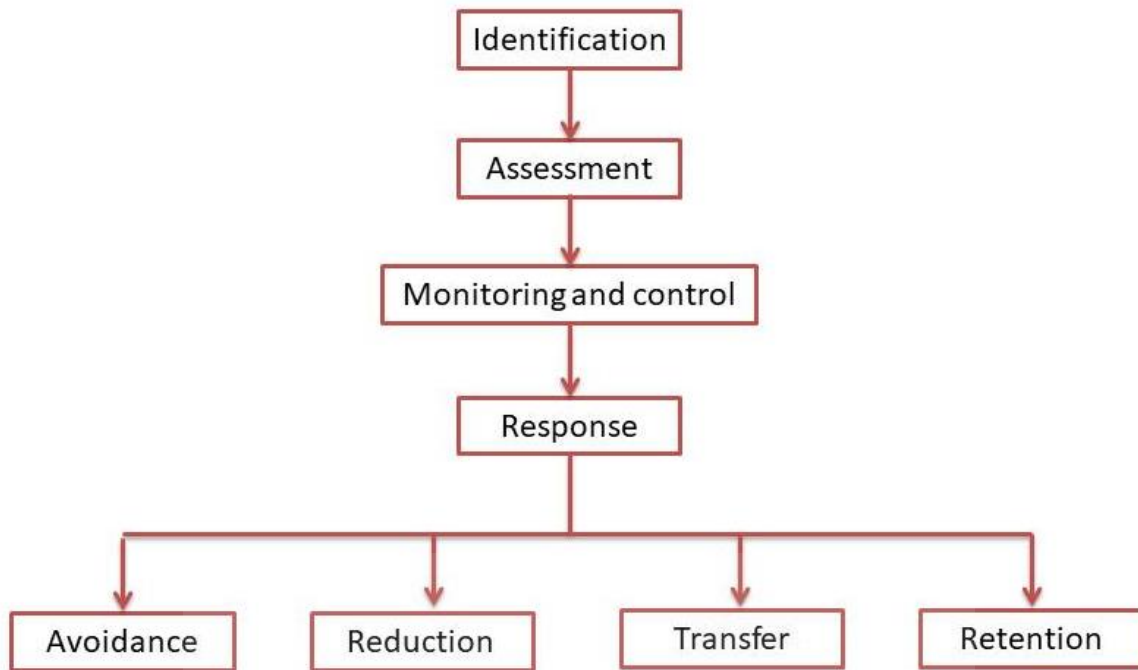 Identification
Assessment
Monitoring and control
Response
Avoidance
Reduction
Transfer
Retention